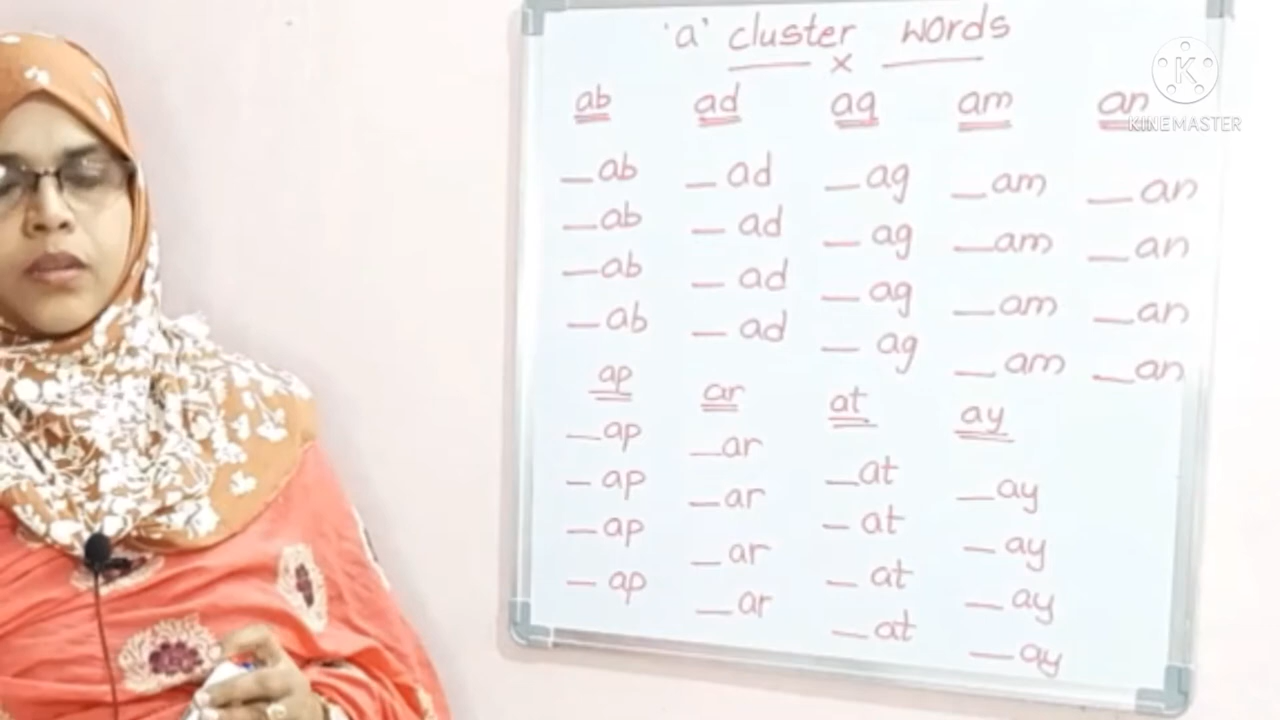 'a' cluster words
x
ab ad ag am an
_ab _ad _ag _am _an
_ab _ad _ag _am _an
_ab _ad _ag _am _an
_ab _ad _ag _am _an
ap ar at ay
_ap _ar _at _ay
_ap _ar _at _ay
_ap _ar _at _ay
_ap _ar _at _ay
K
KINEMASTER